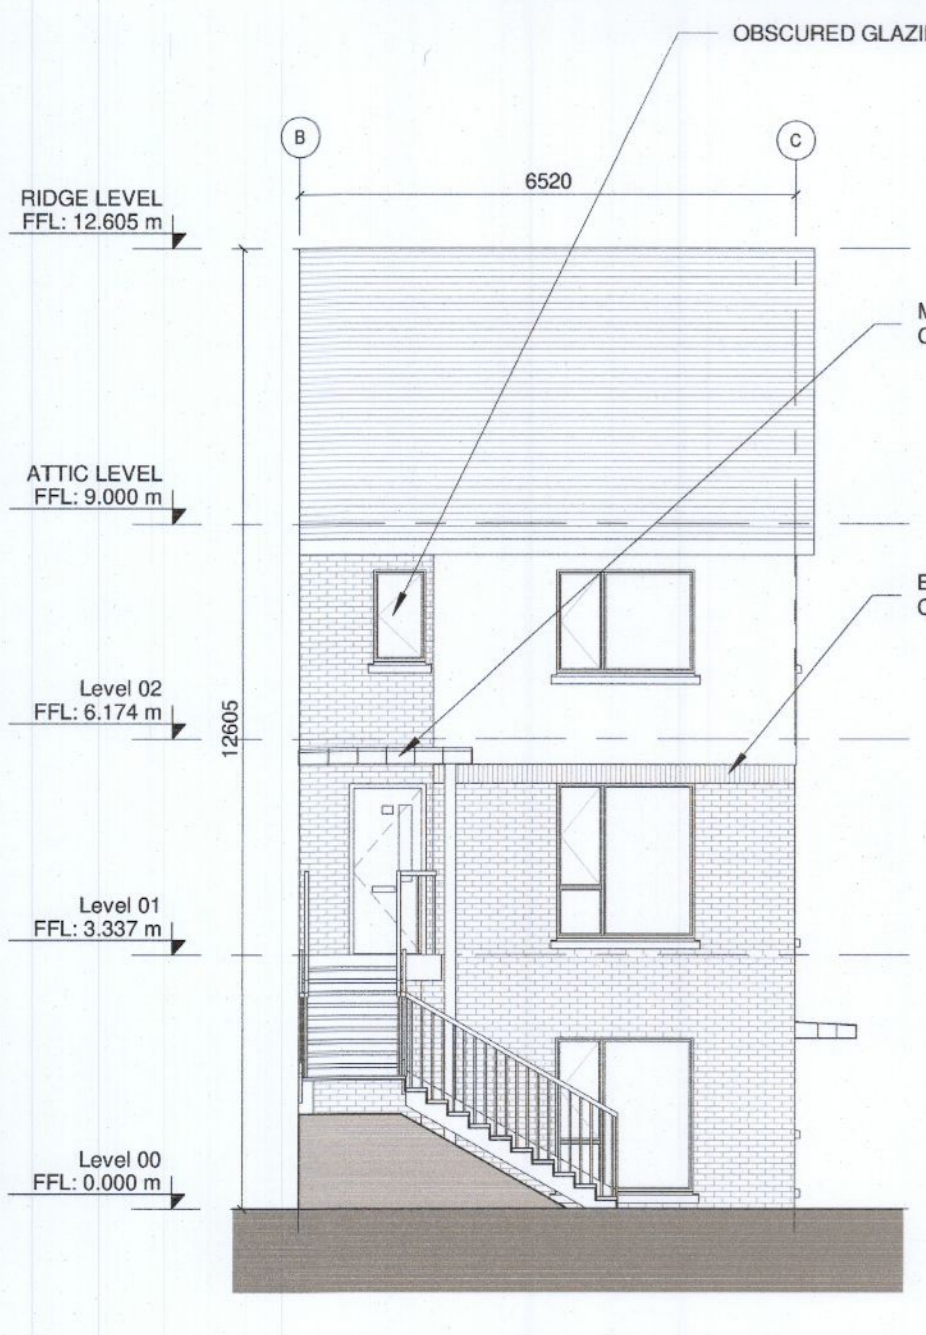 OBSCURED GLAZI
B
C
6520
RIDGE LEVEL
FFL: 12.605 m
ATTIC LEVEL
FFL: 9.000 m
Level 02
FFL: 6.174 m
12605
Level 01
FFL: 3.337 m
Level 00
FFL: 0.000 m